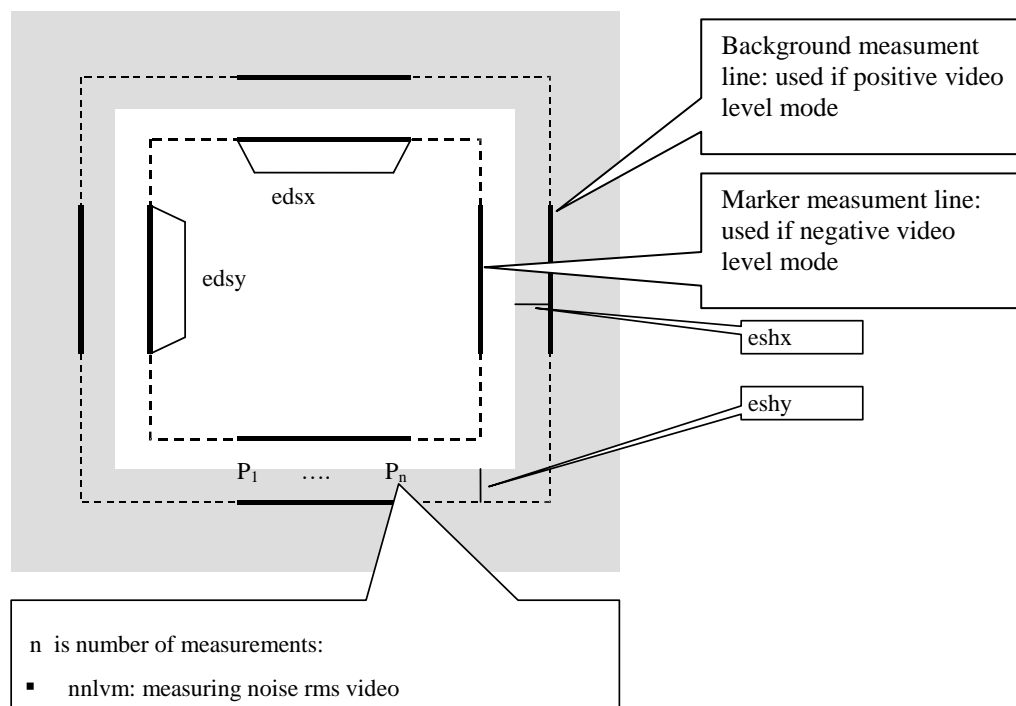 Background measument
line: used if positive video
level mode
Marker measument line:
used if negative video
level mode
edsx
edsy
eshx
eshy
P1 .... Pn
n is number of measurements:
▪ nnlvm: measuring noise rms video